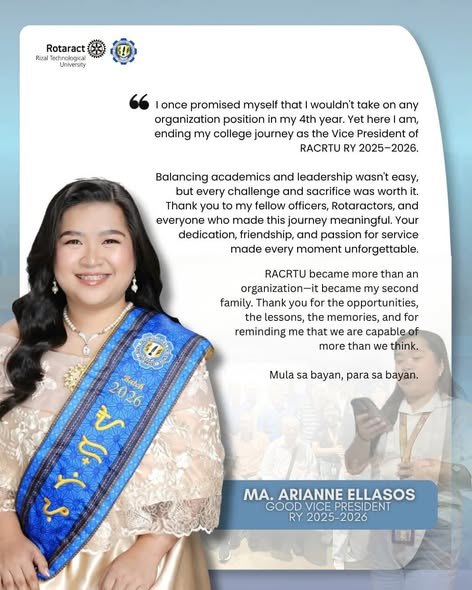 Rotaract
Rizal Technological
University
I once promised myself that I wouldn't take on any
organization position in my 4th year. Yet here I am,
ending my college journey as the Vice President of
RACRTU RY 2025–2026.
Balancing academics and leadership wasn't easy,
but every challenge and sacrifice was worth it.
Thank you to my fellow officers, Rotaractors, and
everyone who made this journey meaningful. Your
dedication, friendship, and passion for service
made every moment unforgettable.
RACRTU became more than an
organization—it became my second
family. Thank you for the opportunities,
the lessons, the memories, and for
reminding me that we are capable of
more than we think.
Mula sa bayan, para sa bayan.
Batch
2026
MA. ARIANNE ELLASOS
GOOD VICE PRESIDENT
RY 2025-2026